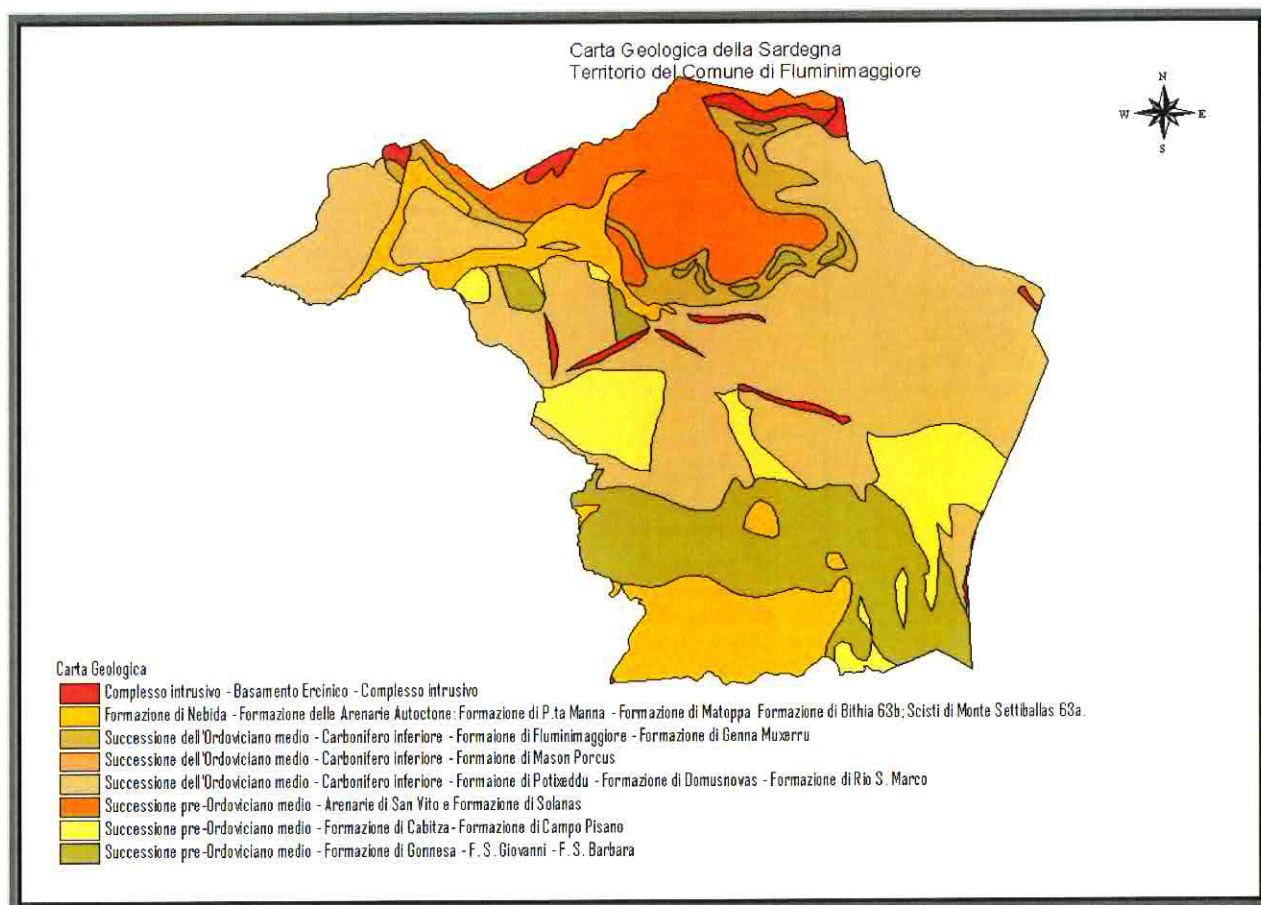 Carta Geologica della Sardegna
Territorio del Comune di Fluminimaggiore
N
W E
S
Carta Geologica
Complesso intrusivo - Basamento Ercinico - Complesso intrusivo
Formazione di Nebida - Formazione delle Arenarie Autoctone: Formazione di P.ta Manna - Formazione di Matoppa Formazione di Bithia 63b; Scisti di Monte Settiballas 63a.
Successione dell'Ordoviciano medio - Carbonifero inferiore - Formaione di Fluminimaggiore - Formazione di Genna Muxerru
Successione dell'Ordoviciano medio - Carbonifero inferiore - Formaione di Mason Porcus
Successione dell'Ordoviciano medio - Carbonifero inferiore - Formaione di Potixeddu - Formazione di Domusnovas - Formazione di Rio S. Marco
Successione pre-Ordoviciano medio - Arenarie di San Vito e Formazione di Solanas
Successione pre-Ordoviciano medio - Formazione di Cabitza- Formazione di Campo Pisano
Successione pre-Ordoviciano medio - Formazione di Gonnesa - F. S. Giovanni - F. S. Barbara